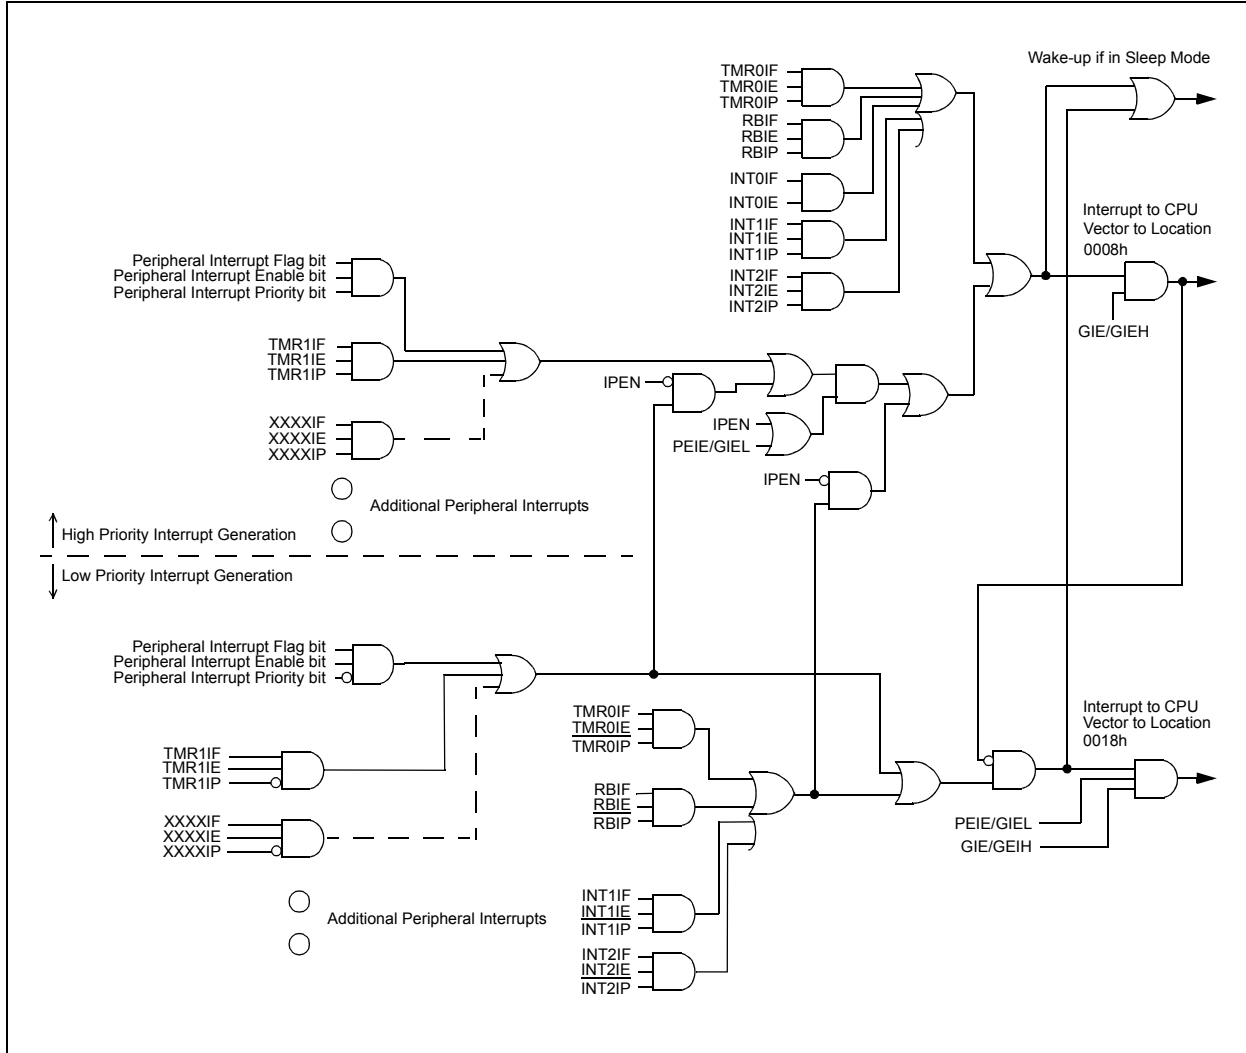 Wake-up if in Sleep Mode
TMR0IF
TMR0IE
TMR0IP
RBIF
RBIE
RBIP
INT0IF
INT0IE
INT1IF
INT1IE
INT1IP
INT2IF
INT2IE
INT2IP
Interrupt to CPU
Vector to Location
0008h
GIE/GIEH
Peripheral Interrupt Flag bit
Peripheral Interrupt Enable bit
Peripheral Interrupt Priority bit
TMR1IF
TMR1IE
TMR1IP
XXXXIF
XXXXIE
XXXXIP
IPEN
IPEN
PEIE/GIEL
IPEN
Additional Peripheral Interrupts
High Priority Interrupt Generation
Low Priority Interrupt Generation
Peripheral Interrupt Flag bit
Peripheral Interrupt Enable bit
Peripheral Interrupt Priority bit
TMR1IF
TMR1IE
TMR1IP
XXXXIF
XXXXIE
XXXXIP
Additional Peripheral Interrupts
TMR0IF
TMR0IE
TMR0IP
RBIF
RBIE
RBIP
INT1IF
INT1IE
INT1IP
INT2IF
INT2IE
INT2IP
Interrupt to CPU
Vector to Location
0018h
PEIE/GIEL
GIE/GEIH